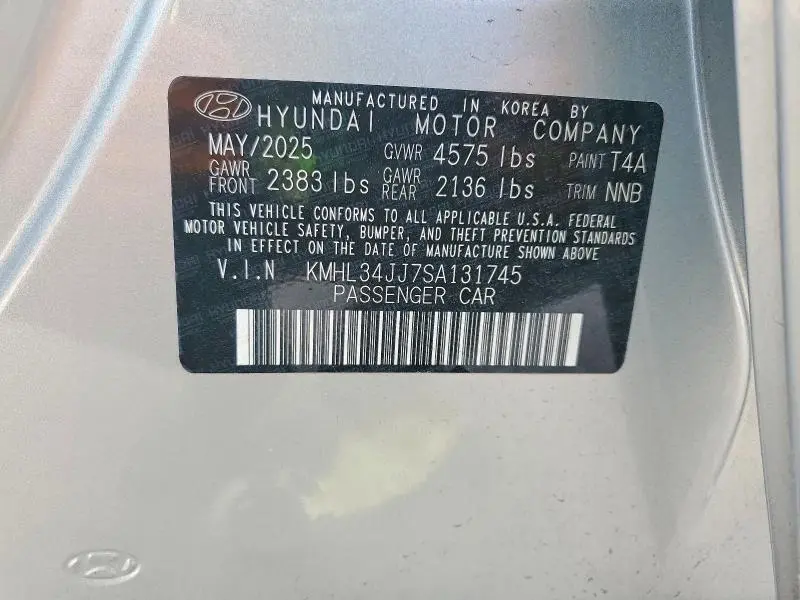 MANUFACTURED IN KOREA BY
HYUNDAI MOTOR COMPANY
MAY/2025 GVWR 4575 lbs PAINT T4A
GAWR FRONT 2383 lbs GAWR REAR 2136 lbs TRIM NNB
THIS VEHICLE CONFORMS TO ALL APPLICABLE U.S.A. FEDERAL
MOTOR VEHICLE SAFETY, BUMPER, AND THEFT PREVENTION STANDARDS
IN EFFECT ON THE DATE OF MANUFACTURE SHOWN ABOVE
V.I.N KMHL34JJ7SA131745
PASSENGER CAR